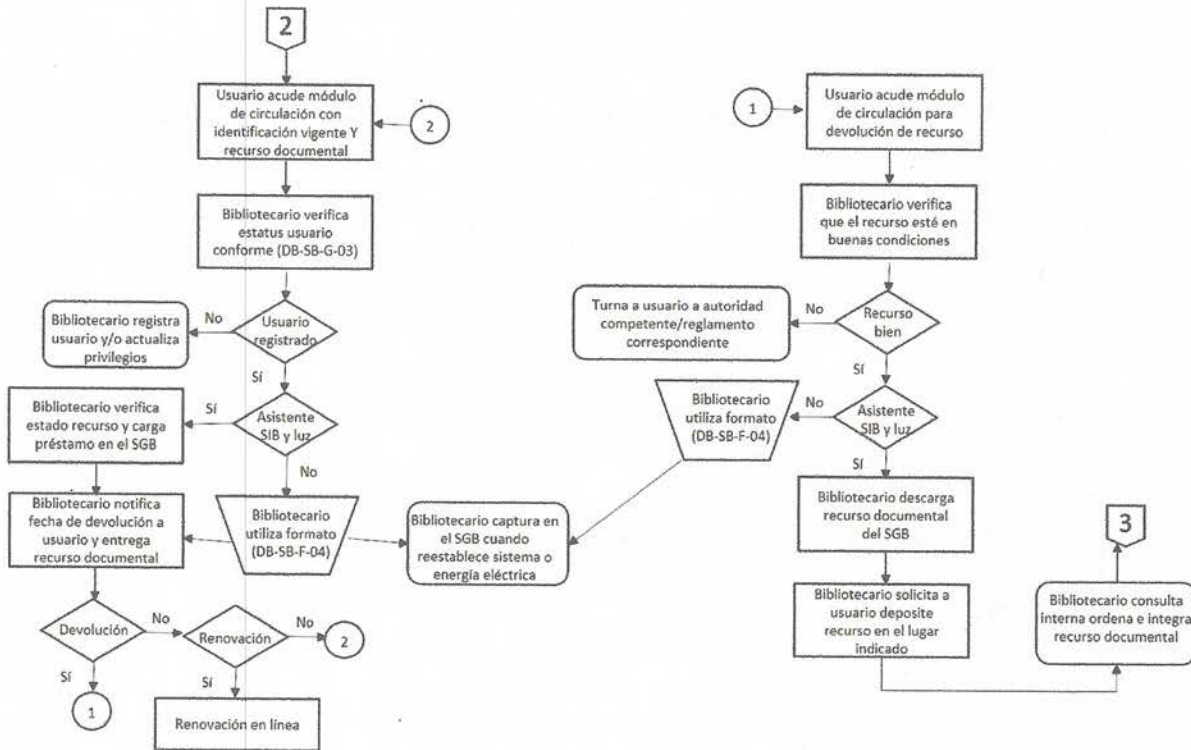 2
Usuario acude módulo
de circulación con
identificación vigente Y
recurso documental
2
Bibliotecario verifica
estatus usuario
conforme (DB-SB-G-03)
Usuario
registrado
No
Bibliotecario registra
usuario y/o actualiza
privilegios
Sí
Asistente
SIB y luz
Sí
Bibliotecario verifica
estado recurso y carga
préstamo en el SGB
No
Bibliotecario notifica
fecha de devolución a
usuario y entrega
recurso documental
Bibliotecario
utiliza formato
(DB-SB-F-04)
Bibliotecario captura en
el SGB cuando
reestablece sistema o
energía eléctrica
Devolución
No
Renovación
No
2
Sí
1
Sí
Renovación en línea
1
Usuario acude módulo
de circulación para
devolución de recurso
Bibliotecario verifica
que el recurso esté en
buenas condiciones
Recurso
bien
No
Turna a usuario a autoridad
competente/reglamento
correspondiente
Sí
Asistente
SIB y luz
No
Bibliotecario
utiliza formato
(DB-SB-F-04)
Sí
Bibliotecario descarga
recurso documental
del SGB
Bibliotecario solicita a
usuario deposite
recurso en el lugar
indicado
Bibliotecario consulta
interna ordena e integra
recurso documental
3